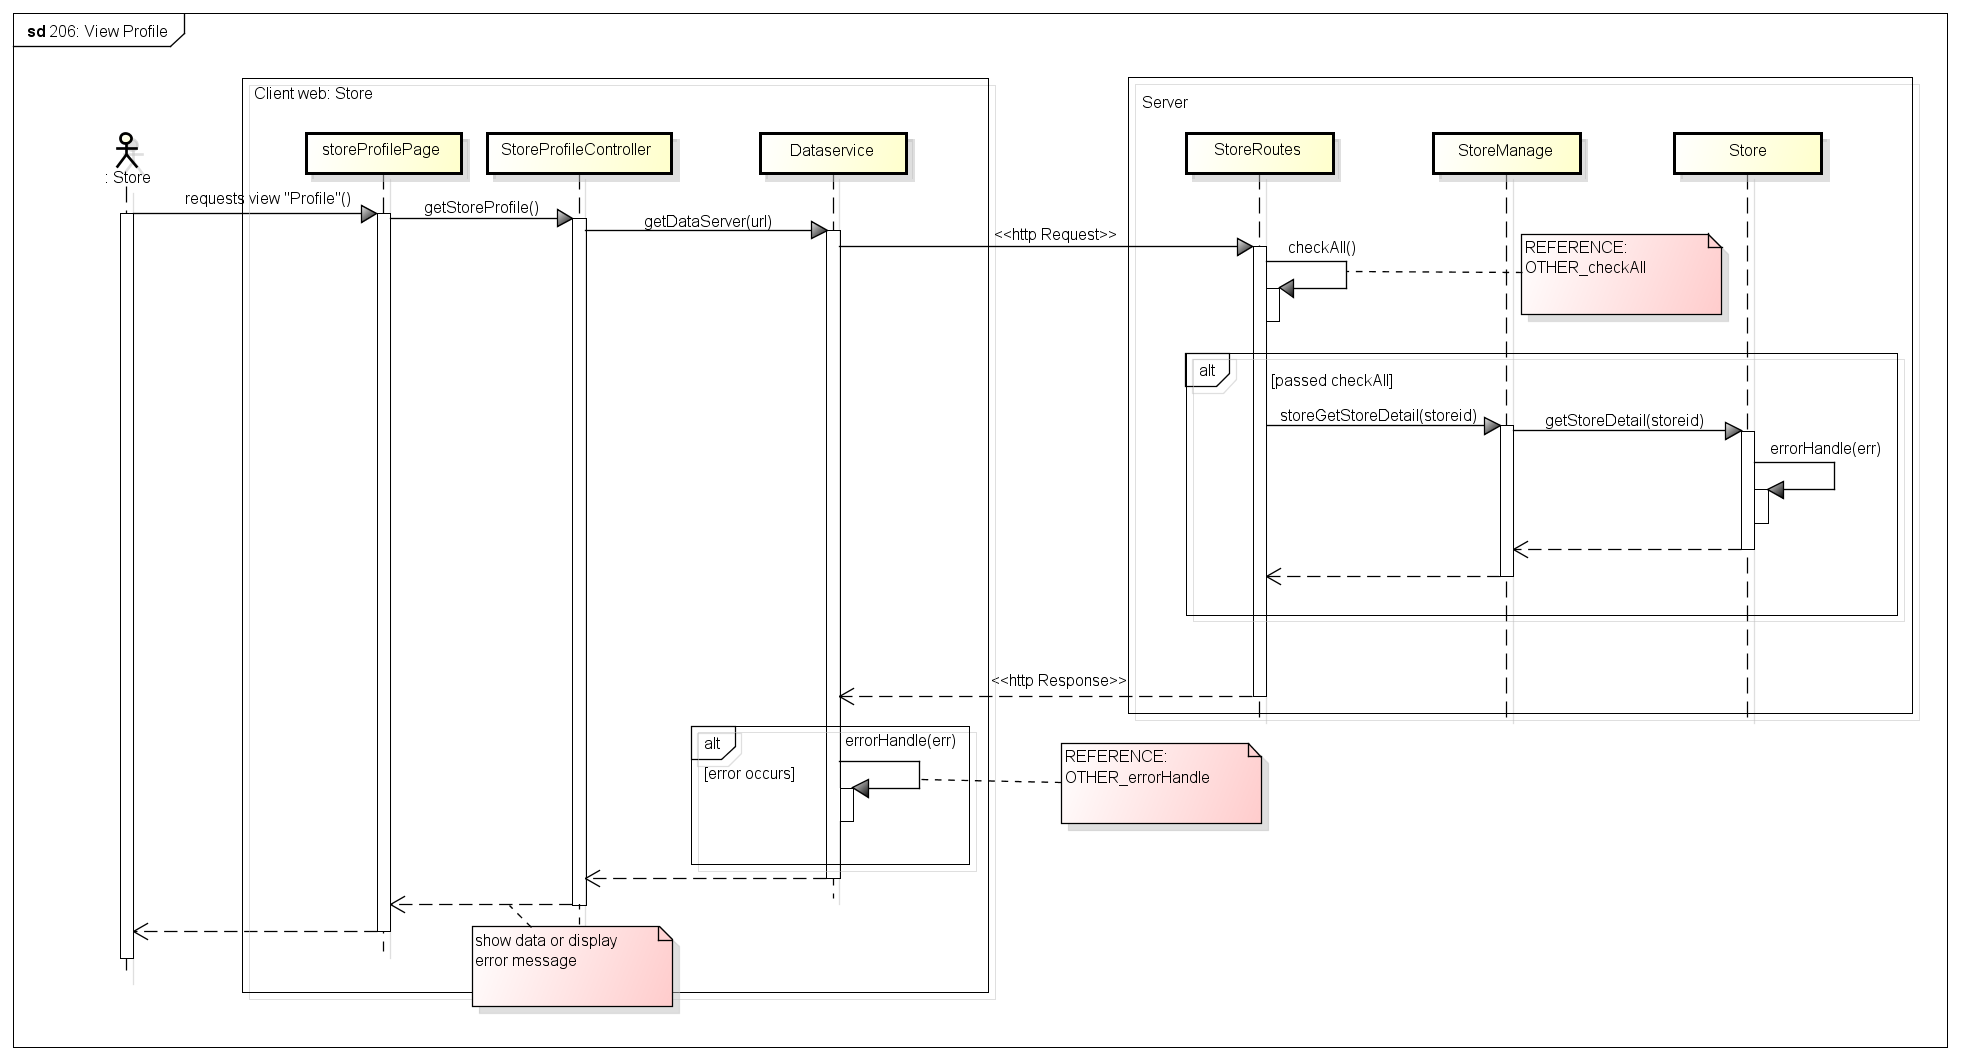 sd 206: View Profile
Client web: Store
Server
: Store
storeProfilePage
StoreProfileController
Dataservice
StoreRoutes
StoreManage
Store
requests view "Profile"()
getStoreProfile()
getDataServer(url)
<<http Request>>
checkAll()
REFERENCE:
OTHER_checkAll
alt
[passed checkAll]
storeGetStoreDetail(storeid)
getStoreDetail(storeid)
errorHandle(err)
<<http Response>>
alt
errorHandle(err)
[error occurs]
REFERENCE:
OTHER_errorHandle
show data or display
error message